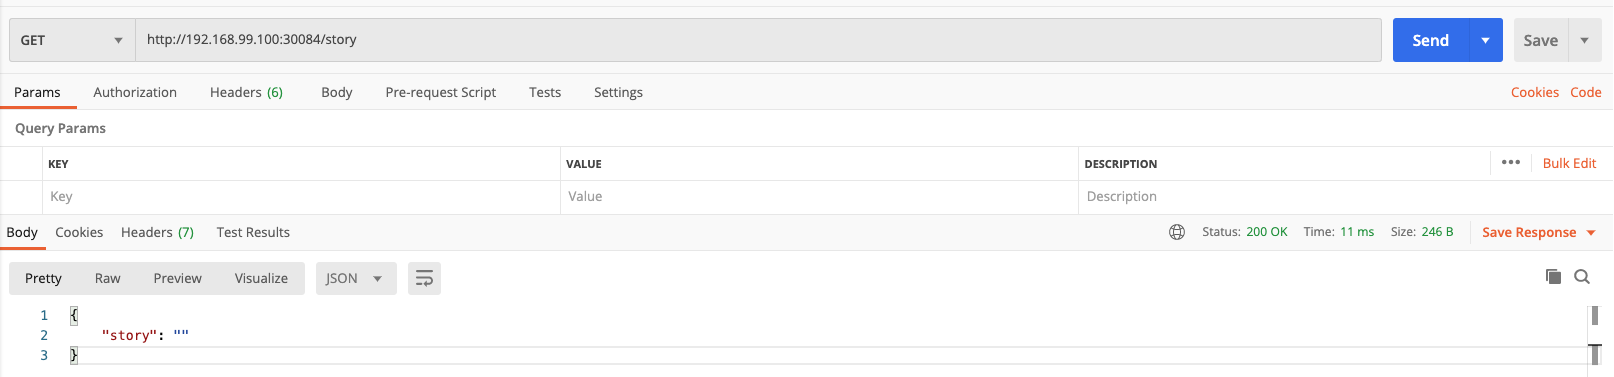 GET http://192.168.99.100:30084/story Send Save
Params Authorization Headers (6) Body Pre-request Script Tests Settings Cookies Code
Query Params
KEY VALUE DESCRIPTION ••• Bulk Edit
Key Value Description
Body Cookies Headers (7) Test Results Status: 200 OK Time: 11 ms Size: 246 B Save Response
Pretty Raw Preview Visualize JSON
1 {
2 "story": ""
3 }